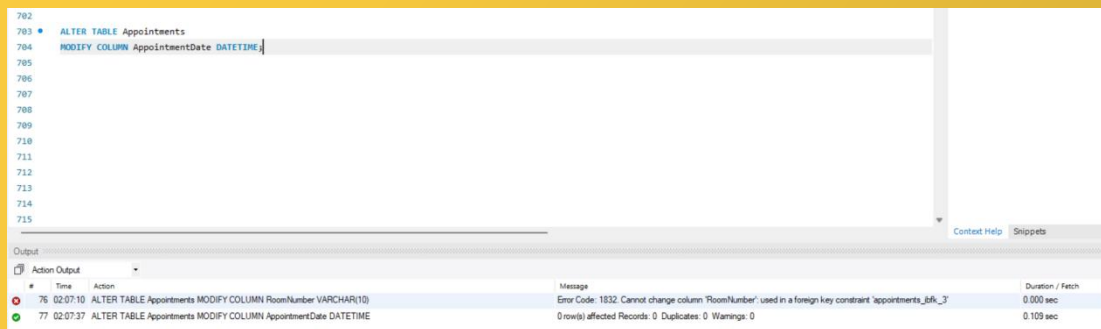 702
703 ALTER TABLE Appointments
704 MODIFY COLUMN AppointmentDate DATETIME;
705
706
707
708
709
710
711
712
713
714
715
Context Help Snippets
Output
Action Output
# Time Action Message Duration / Fetch
76 02:07:10 ALTER TABLE Appointments MODIFY COLUMN RoomNumber VARCHAR(10) Error Code: 1832. Cannot change column 'RoomNumber': used in a foreign key constraint 'appointments_ibfk_3' 0.000 sec
77 02:07:37 ALTER TABLE Appointments MODIFY COLUMN AppointmentDate DATETIME 0 row(s) affected Records: 0 Duplicates: 0 Warnings: 0 0.109 sec